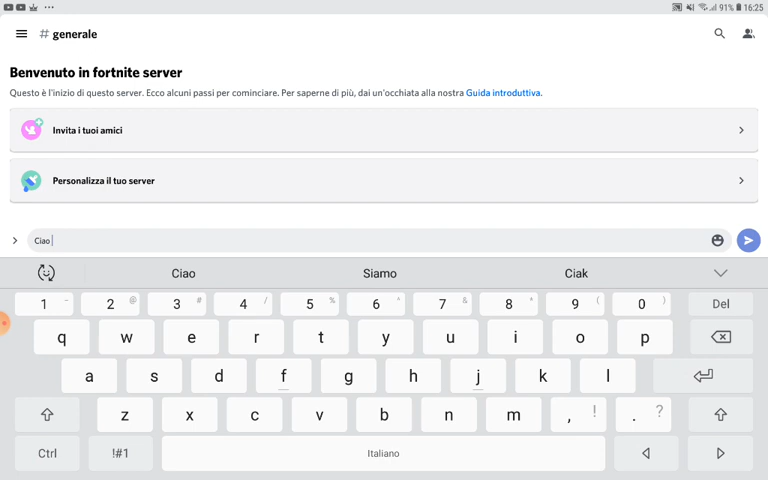 91% 16:25
# generale
Benvenuto in fortnite server
Questo è l'inizio di questo server. Ecco alcuni passi per cominciare. Per saperne di più, dai un'occhiata alla nostra Guida introduttiva.
Invita i tuoi amici
Personalizza il tuo server
Ciao
Ciao Siamo Ciak
1 - 2 @ 3 # 4 / 5 % 6 ^ 7 & 8 * 9 ( 0 ) Del
q w e r t y u i o p
a s d f g h j k l
z x c v b n m , ! . ?
Ctrl !#1 Italiano